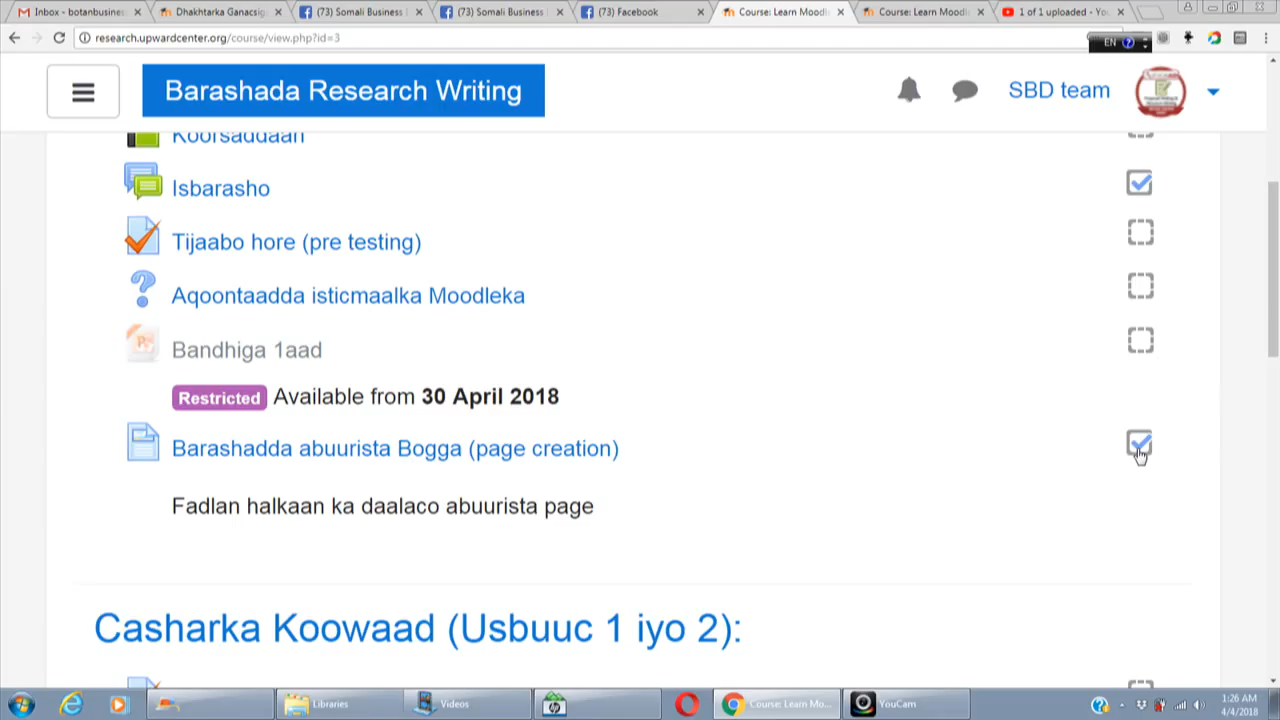 Inbox - botanbusines
Dhakhtarka Ganacsig
(73) Somali Business
(73) Somali Business
(73) Facebook
Course: Learn Moodl
Course: Learn Moodl
1 of 1 uploaded - You
research.upwardcenter.org/course/view.php?id=3
EN
Barashada Research Writing
SBD team
Koorsaddaan
Isbarasho
Tijaabo hore (pre testing)
Aqoontaadda isticmaalka Moodleka
Bandhiga 1aad
Restricted Available from 30 April 2018
Barashadda abuurista Bogga (page creation)
Fadlan halkaan ka daalaco abuurista page
Casharka Koowaad (Usbuuc 1 iyo 2):
Libraries
Videos
Course: Learn Mo...
YouCam
1:26 AM
4/4/2018